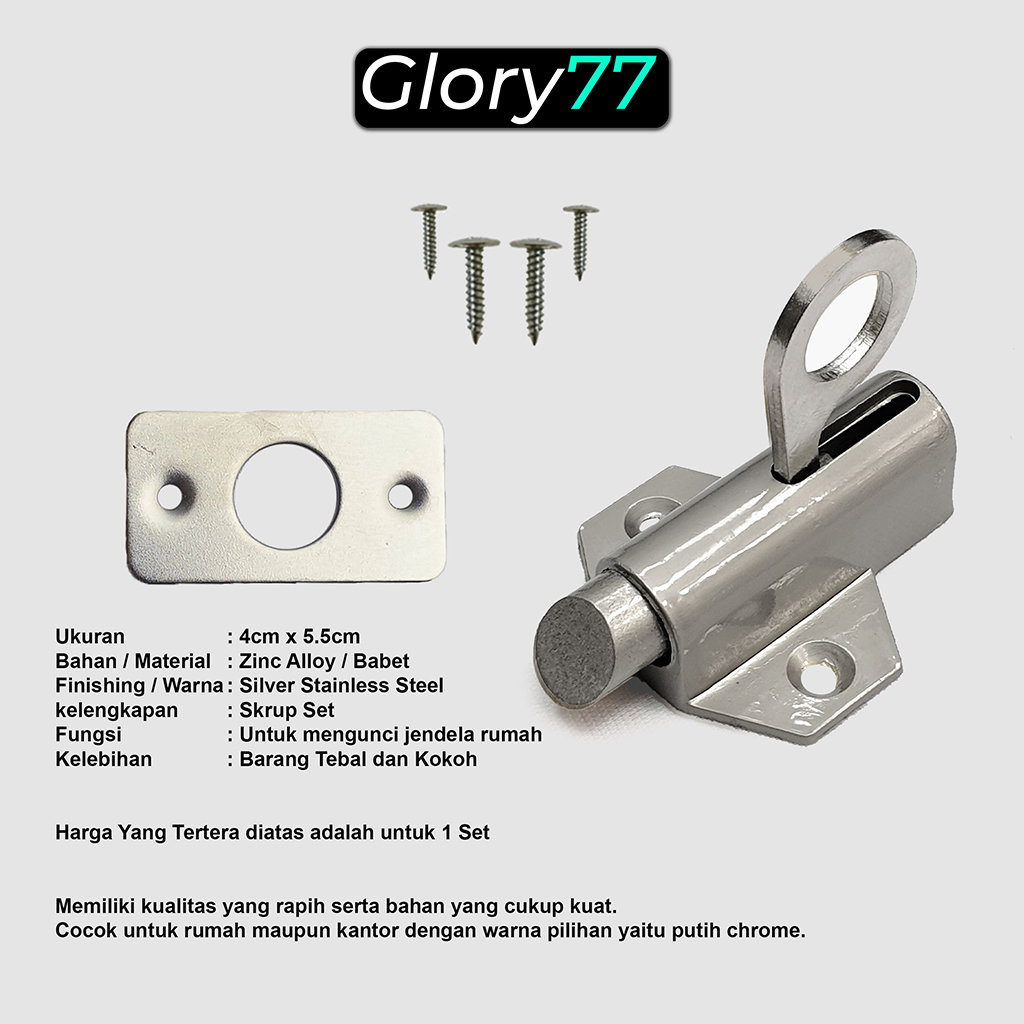 Glory77
Ukuran : 4cm x 5.5cm
Bahan / Material : Zinc Alloy / Babet
Finishing / Warna : Silver Stainless Steel
kelengkapan : Skrup Set
Fungsi : Untuk mengunci jendela rumah
Kelebihan : Barang Tebal dan Kokoh
Harga Yang Tertera diatas adalah untuk 1 Set
Memiliki kualitas yang rapih serta bahan yang cukup kuat.
Cocok untuk rumah maupun kantor dengan warna pilihan yaitu putih chrome.